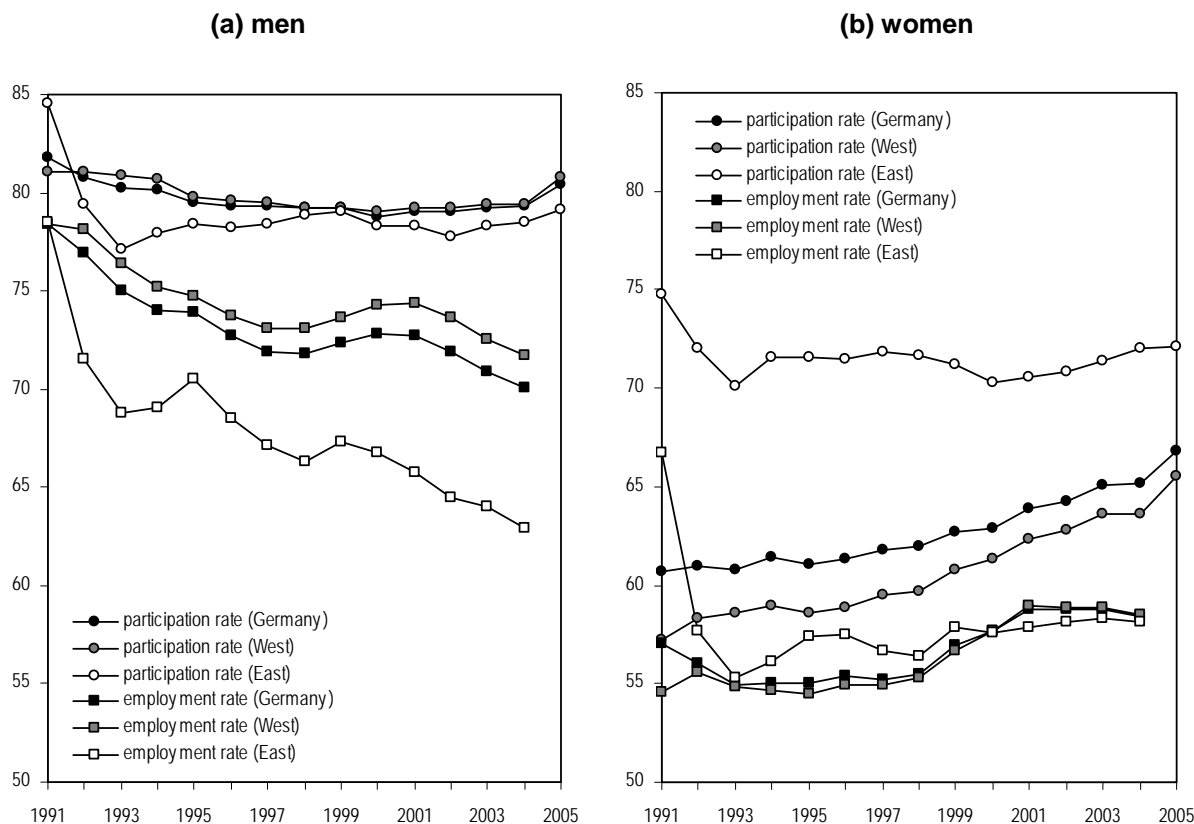 (a) men
85
80
75
70
65
60
55
50
participation rate (Germany)
participation rate (West)
participation rate (East)
employment rate (Germany)
employment rate (West)
employment rate (East)
1991 1993 1995 1997 1999 2001 2003 2005
(b) women
85
80
75
70
65
60
55
50
participation rate (Germany)
participation rate (West)
participation rate (East)
employment rate (Germany)
employment rate (West)
employment rate (East)
1991 1993 1995 1997 1999 2001 2003 2005